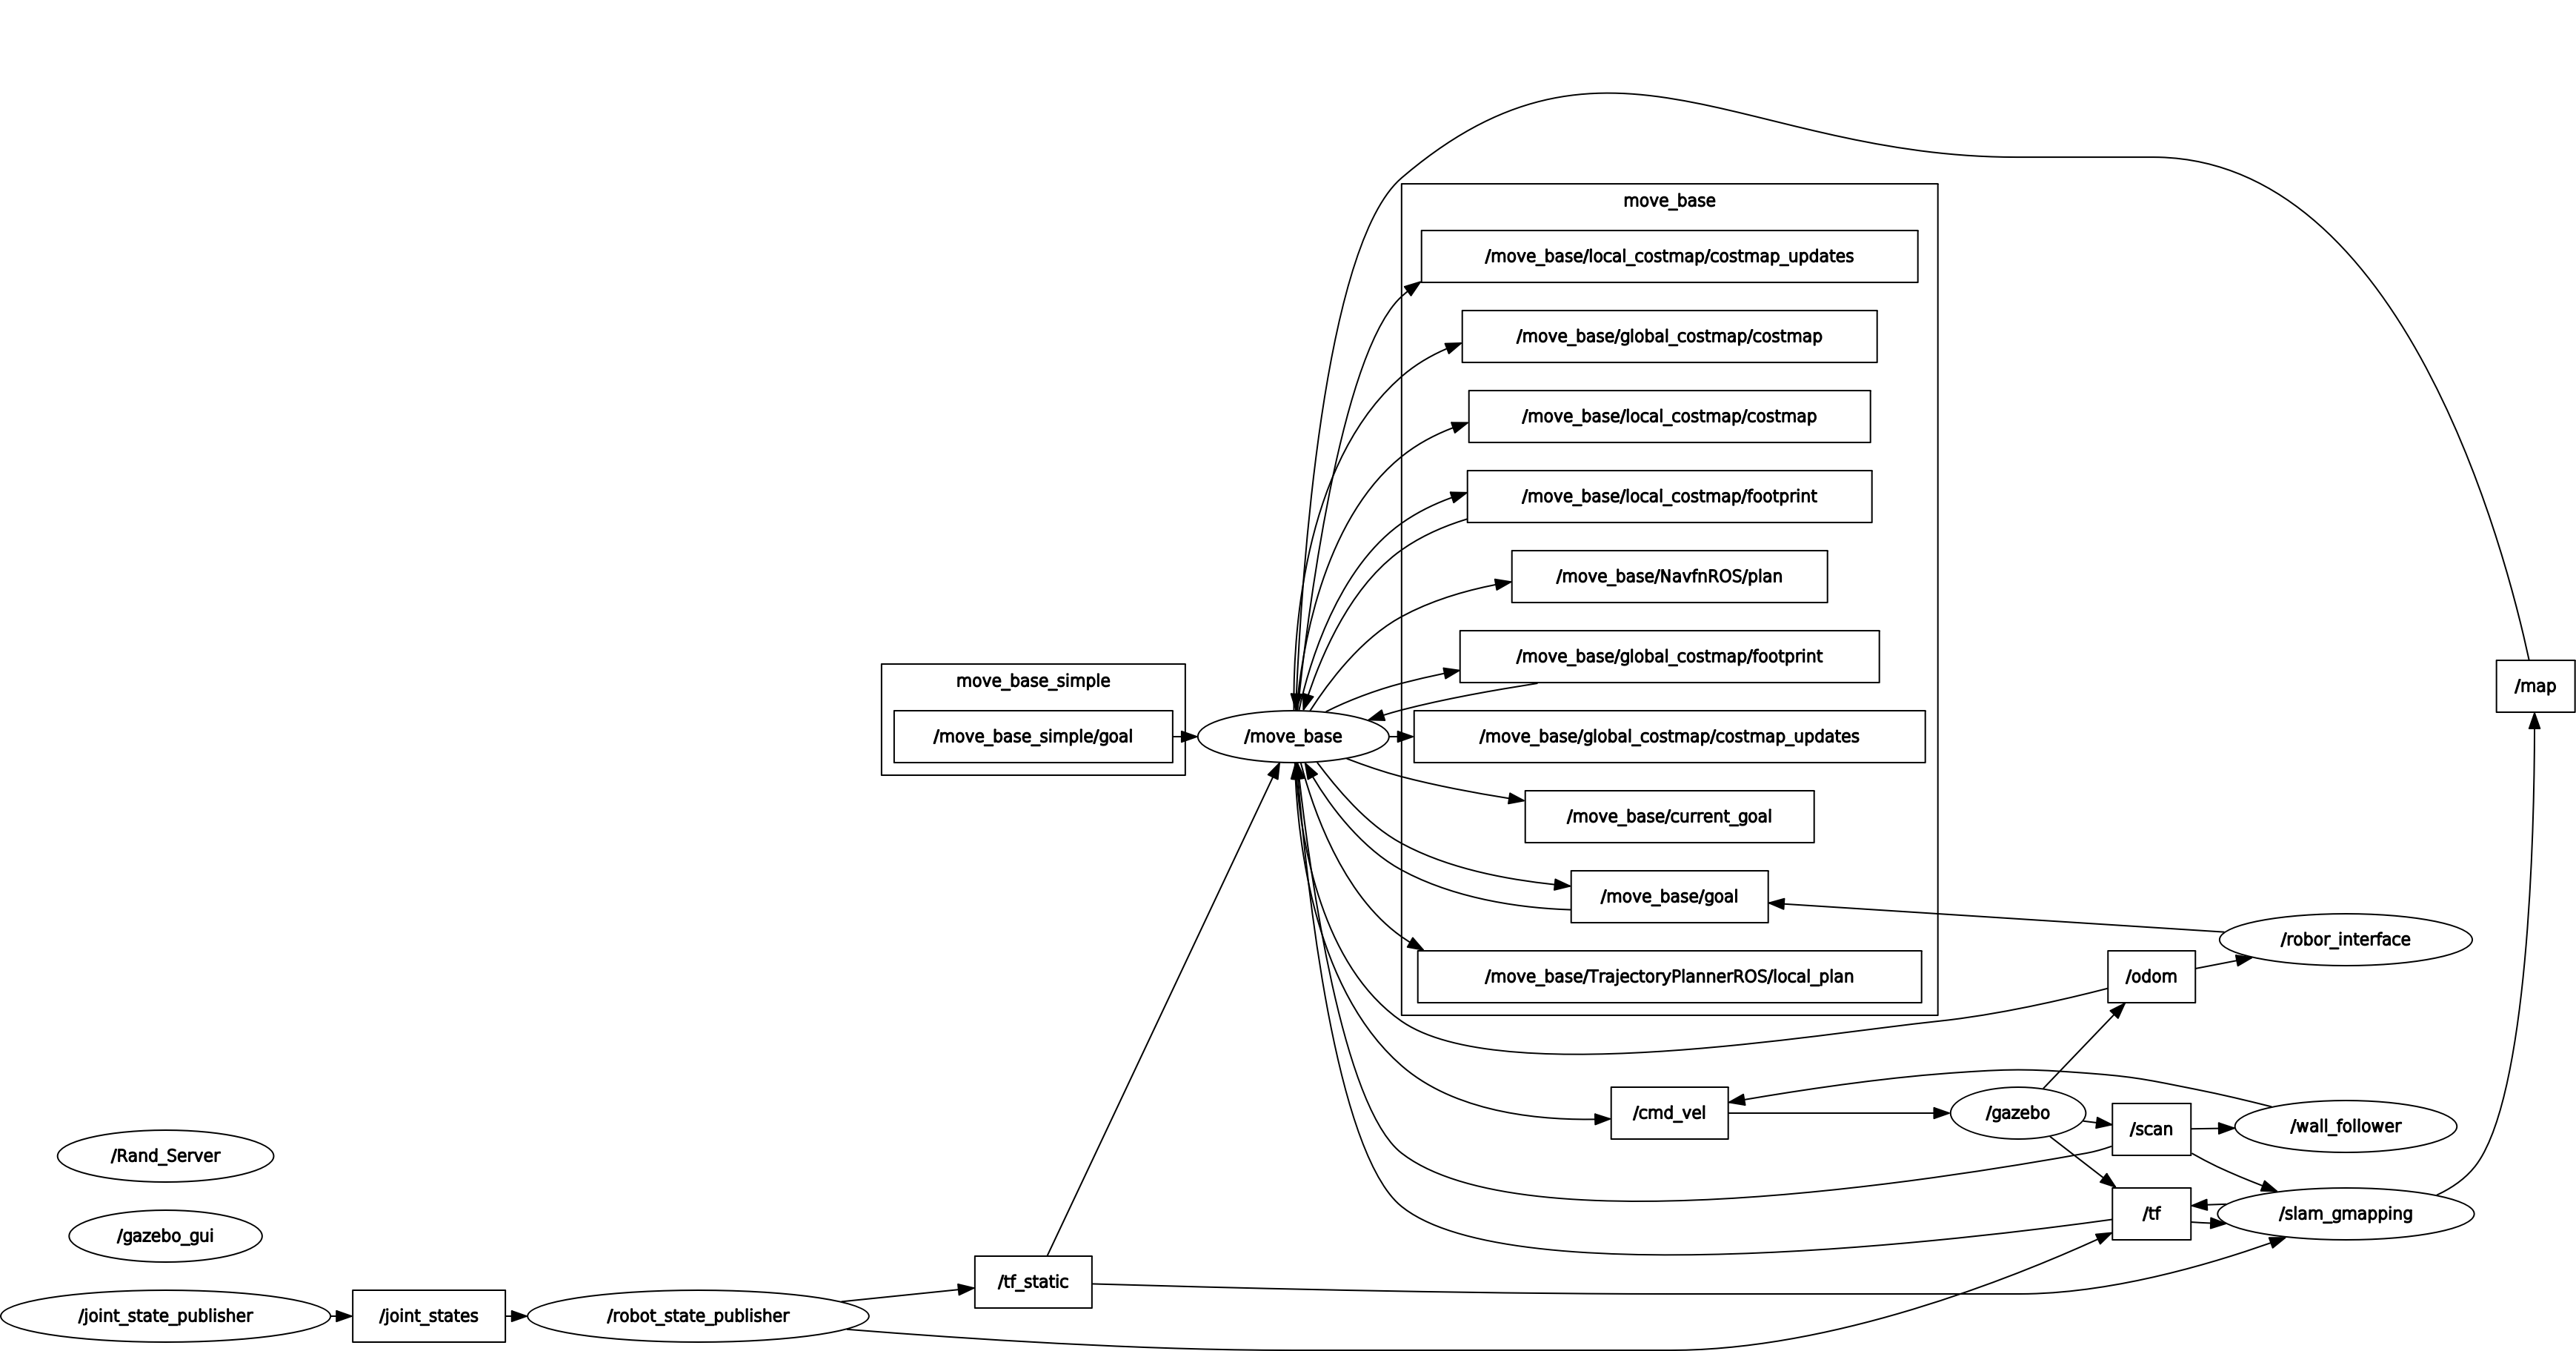 move_base
/move_base/local_costmap/costmap_updates
/move_base/global_costmap/costmap
/move_base/local_costmap/costmap
/move_base/local_costmap/footprint
/move_base/NavfnROS/plan
/move_base/global_costmap/footprint
/move_base/global_costmap/costmap_updates
/move_base/current_goal
/move_base/goal
/move_base/TrajectoryPlannerROS/local_plan
move_base_simple
/move_base_simple/goal
/move_base
/map
/robor_interface
/odom
/cmd_vel
/gazebo
/scan
/wall_follower
/tf
/slam_gmapping
/Rand_Server
/gazebo_gui
/joint_state_publisher
/joint_states
/robot_state_publisher
/tf_static